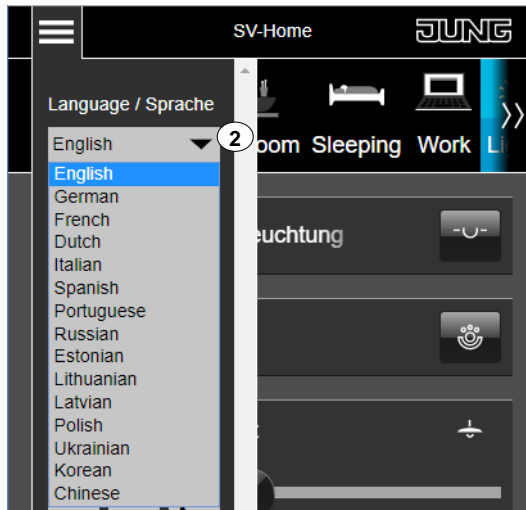 SV-Home
JUNG
Language / Sprache
English
2
oom
Sleeping
Work
English
German
French
Dutch
Italian
Spanish
Portuguese
Russian
Estonian
Lithuanian
Latvian
Polish
Ukrainian
Korean
Chinese
euchtung